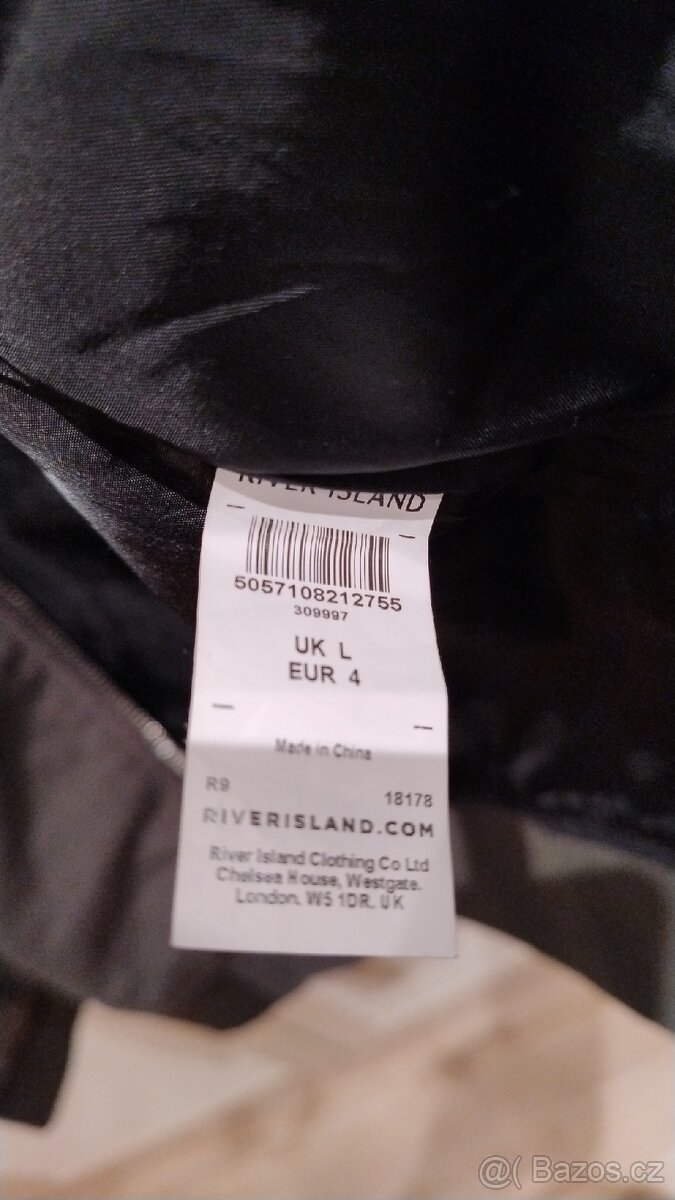 RIVER ISLAND
5057108212755
309997
UK L
EUR 4
Made in China
R9 18178
RIVERISLAND.COM
River Island Clothing Co Ltd
Chelsea House, Westgate.
London. W5 1DR. UK
@( Bazos.cz